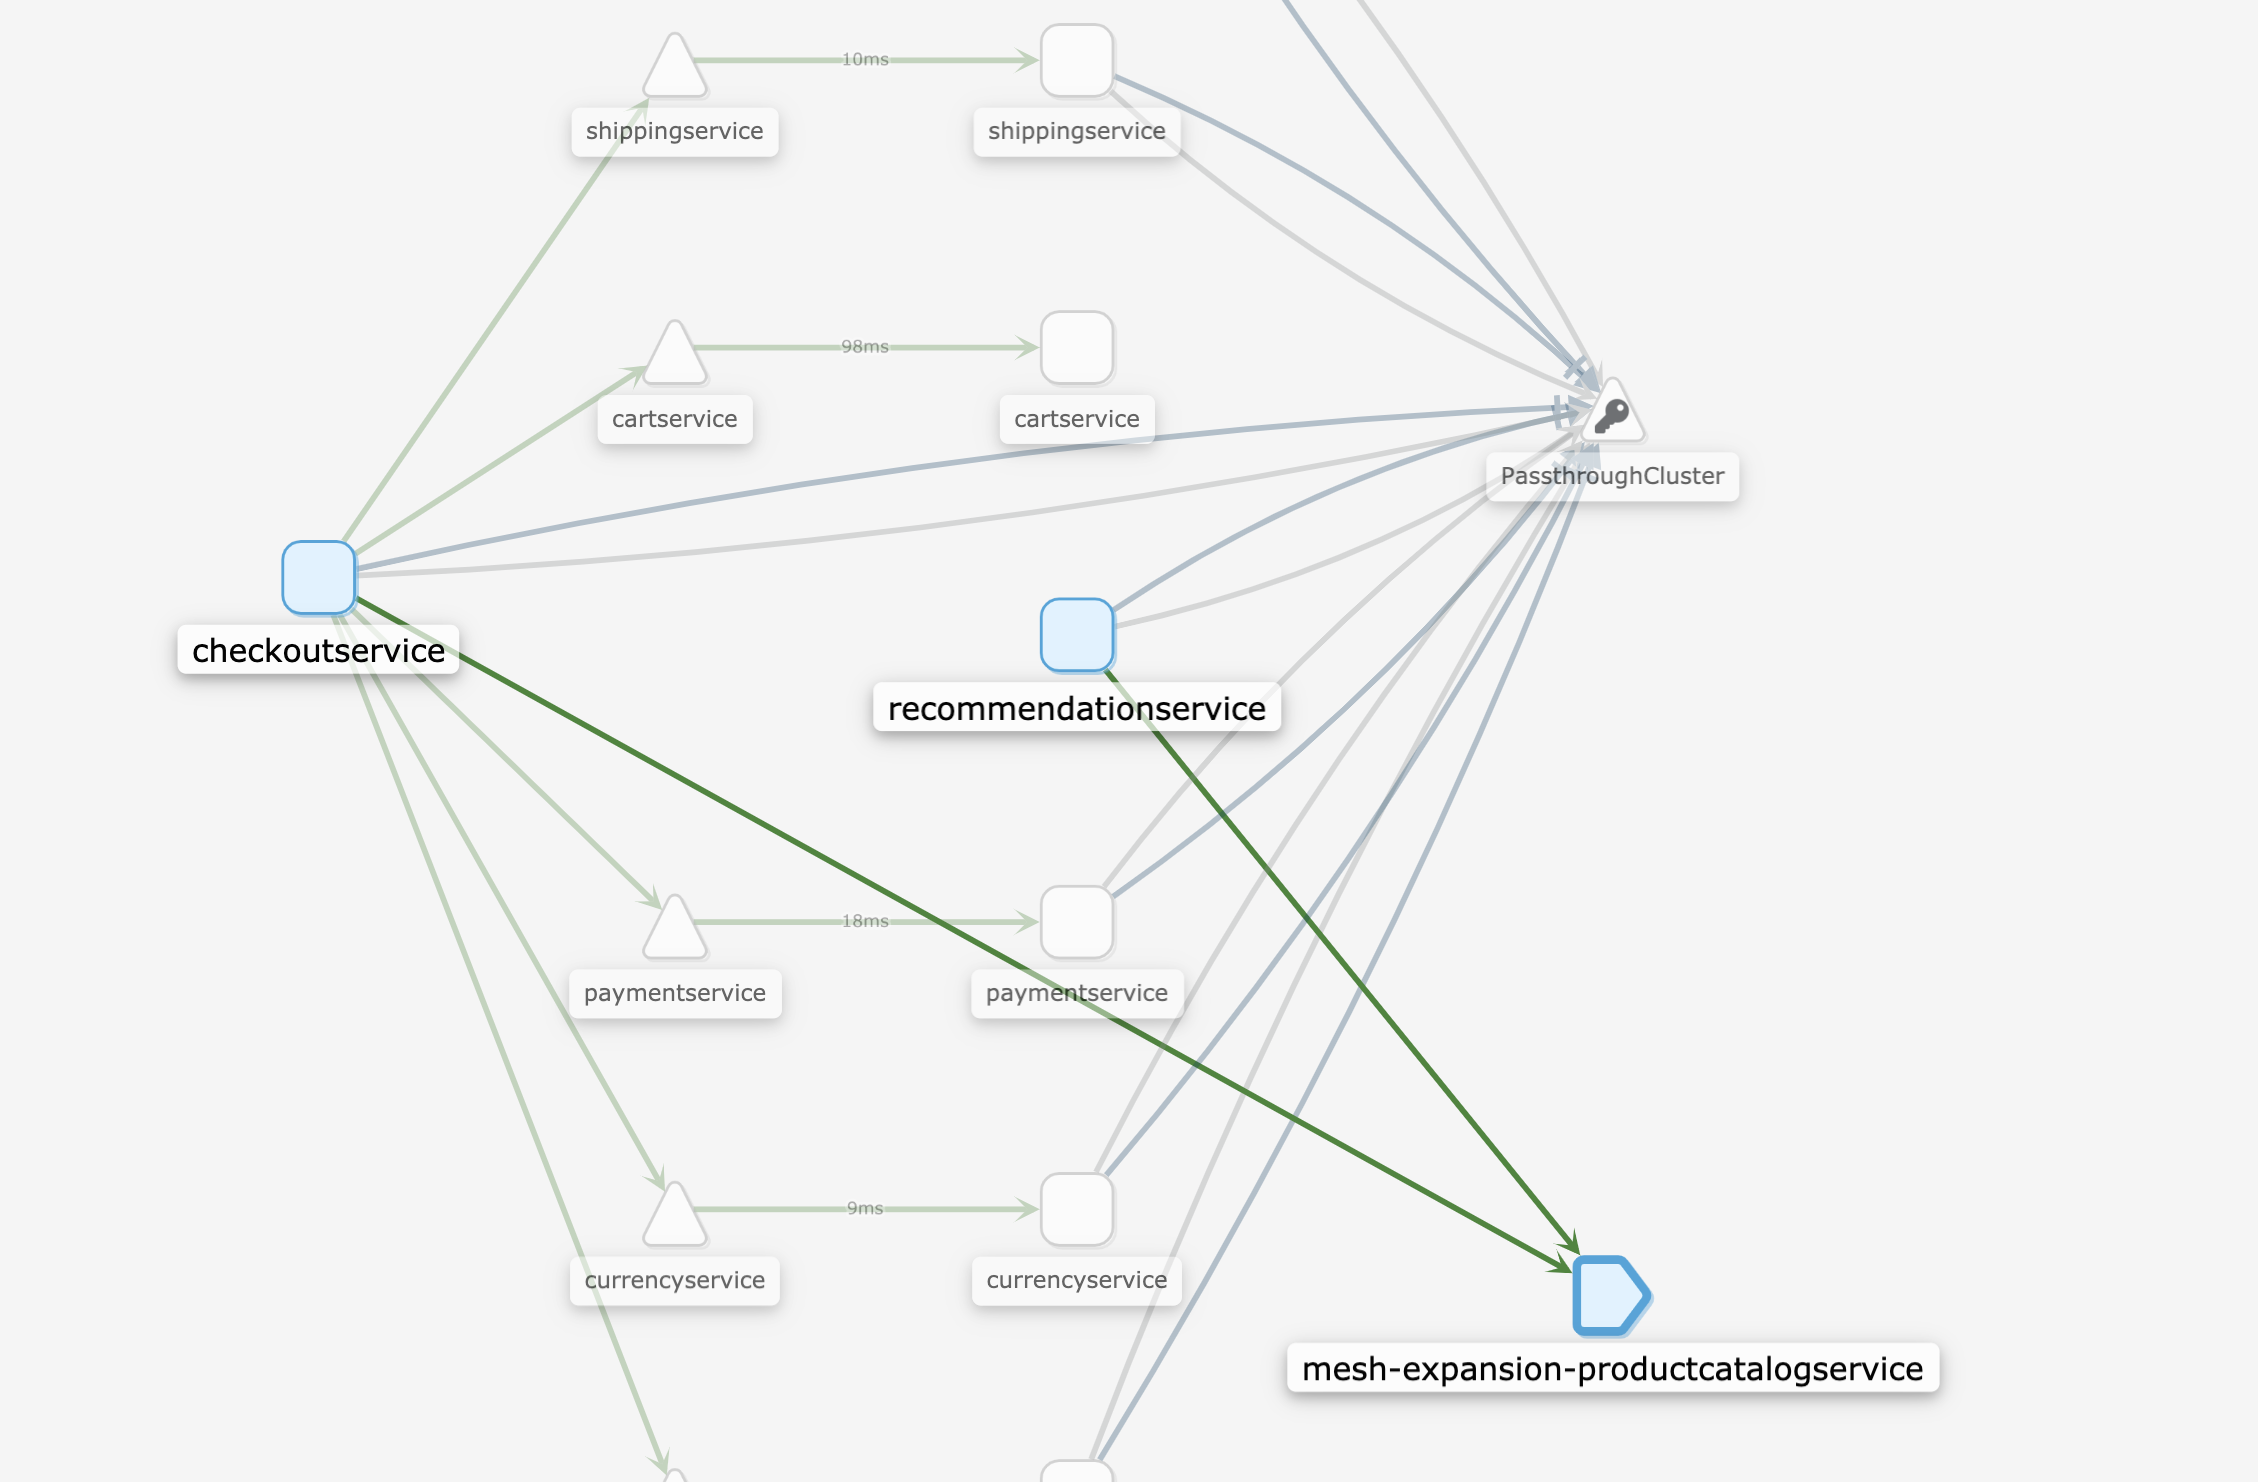 10ms
shippingservice
shippingservice
98ms
cartservice
cartservice
PassthroughCluster
checkoutservice
recommendationservice
18ms
paymentservice
paymentservice
9ms
currencyservice
currencyservice
mesh-expansion-productcatalogservice